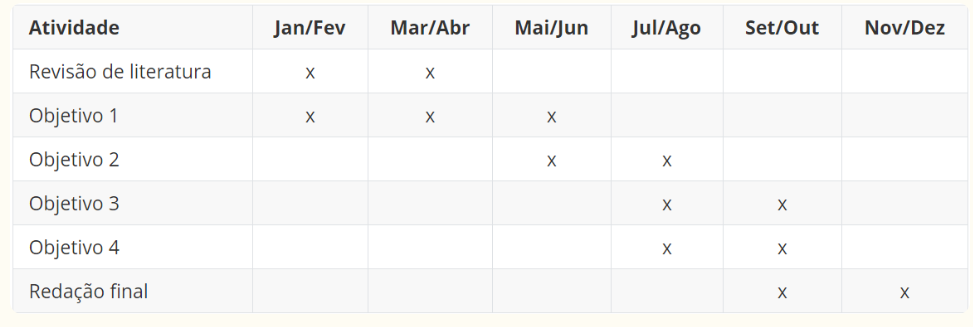 Atividade Jan/Fev Mar/Abr Mai/Jun Jul/Ago Set/Out Nov/Dez
Revisão de literatura x x
Objetivo 1 x x x
Objetivo 2 x x
Objetivo 3 x x
Objetivo 4 x x
Redação final x x